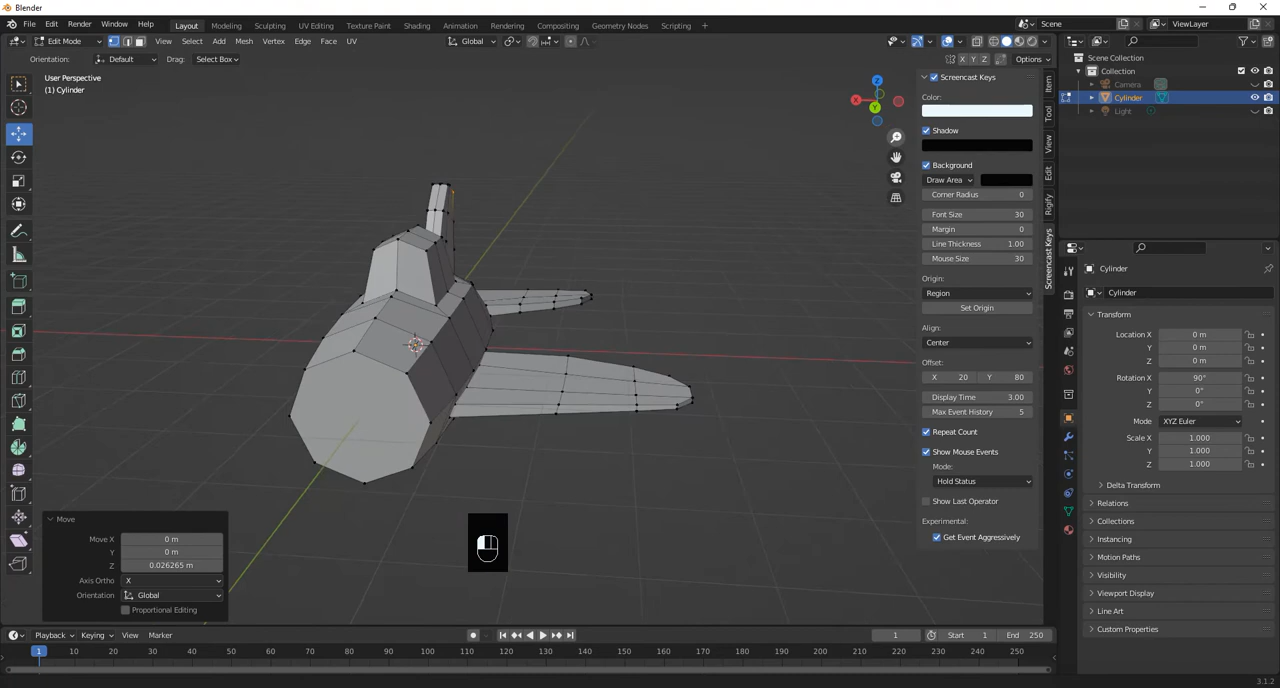 Blender
File Edit Render Window Help Layout Modeling Sculpting UV Editing Texture Paint Shading Animation Rendering Compositing Geometry Nodes Scripting + Scene ViewLayer
Edit Mode View Select Add Mesh Vertex Edge Face UV Global
Orientation: Default Drag: Select Box X Y Z Options
User Perspective
(1) Cylinder
Z
X
Y
Screencast Keys
Color:
Shadow
Background
Draw Area
Corner Radius 0
Font Size 30
Margin 0
Line Thickness 1.00
Mouse Size 30
Origin:
Region
Set Origin
Align:
Center
Offset:
X 20 Y 80
Display Time 3.00
Max Event History 5
Repeat Count
Show Mouse Events
Mode:
Hold Status
Show Last Operator
Experimental:
Get Event Aggressively
Item
Tool
View
Edit
Rigify
Screencast Keys
Scene Collection
Collection
Camera
Cylinder
Light
Cylinder
Cylinder
Transform
Location X 0 m
Y 0 m
Z 0 m
Rotation X 90°
Y 0°
Z 0°
Mode XYZ Euler
Scale X 1.000
Y 1.000
Z 1.000
Delta Transform
Relations
Collections
Instancing
Motion Paths
Visibility
Viewport Display
Line Art
Custom Properties
Move
Move X 0 m
Y 0 m
Z 0.026265 m
Axis Ortho X
Orientation Global
Proportional Editing
Playback Keying View Marker 1 Start 1 End 250
1 10 20 30 40 50 60 70 80 90 100 110 120 130 140 150 160 170 180 190 200 210 220 230 240 250
3.1.2